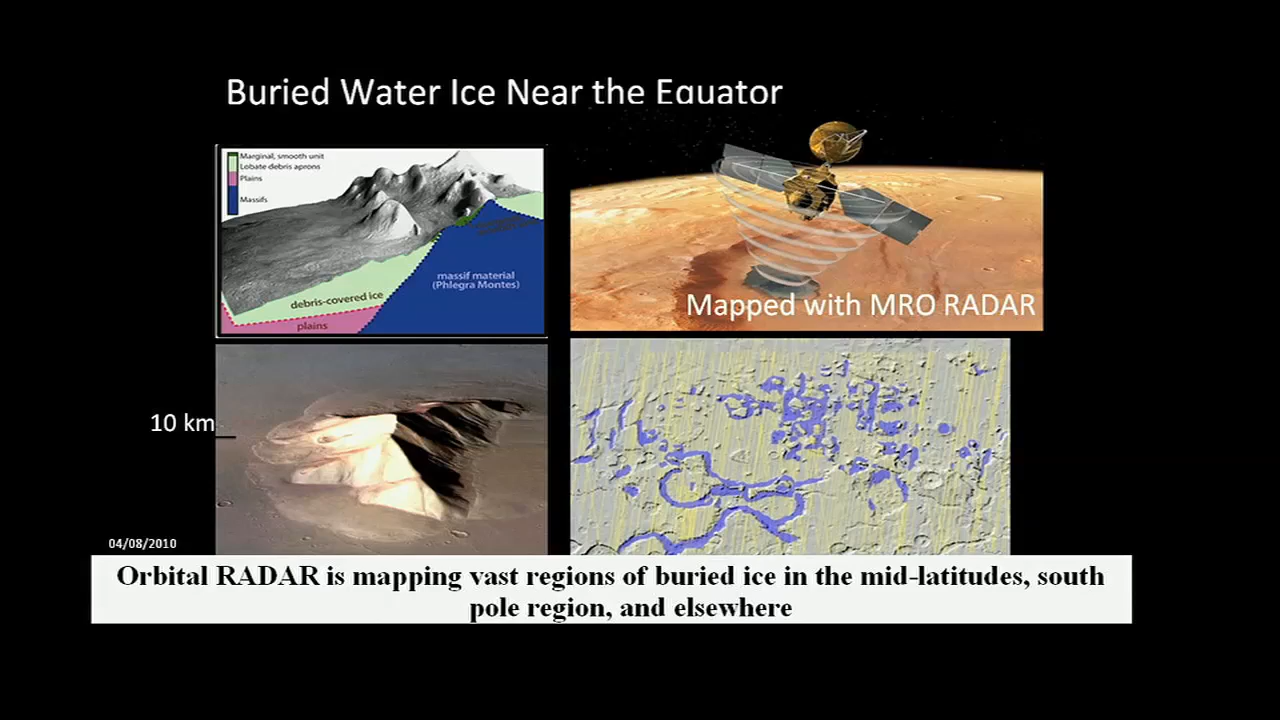 Buried Water Ice Near the Equator
Marginal, smooth unit
Lobate debris aprons
Plains
Massifs
massif material
(Phlegra Montes)
debris-covered ice
plains
Mapped with MRO RADAR
10 km
04/08/2010
Orbital RADAR is mapping vast regions of buried ice in the mid-latitudes, south
pole region, and elsewhere